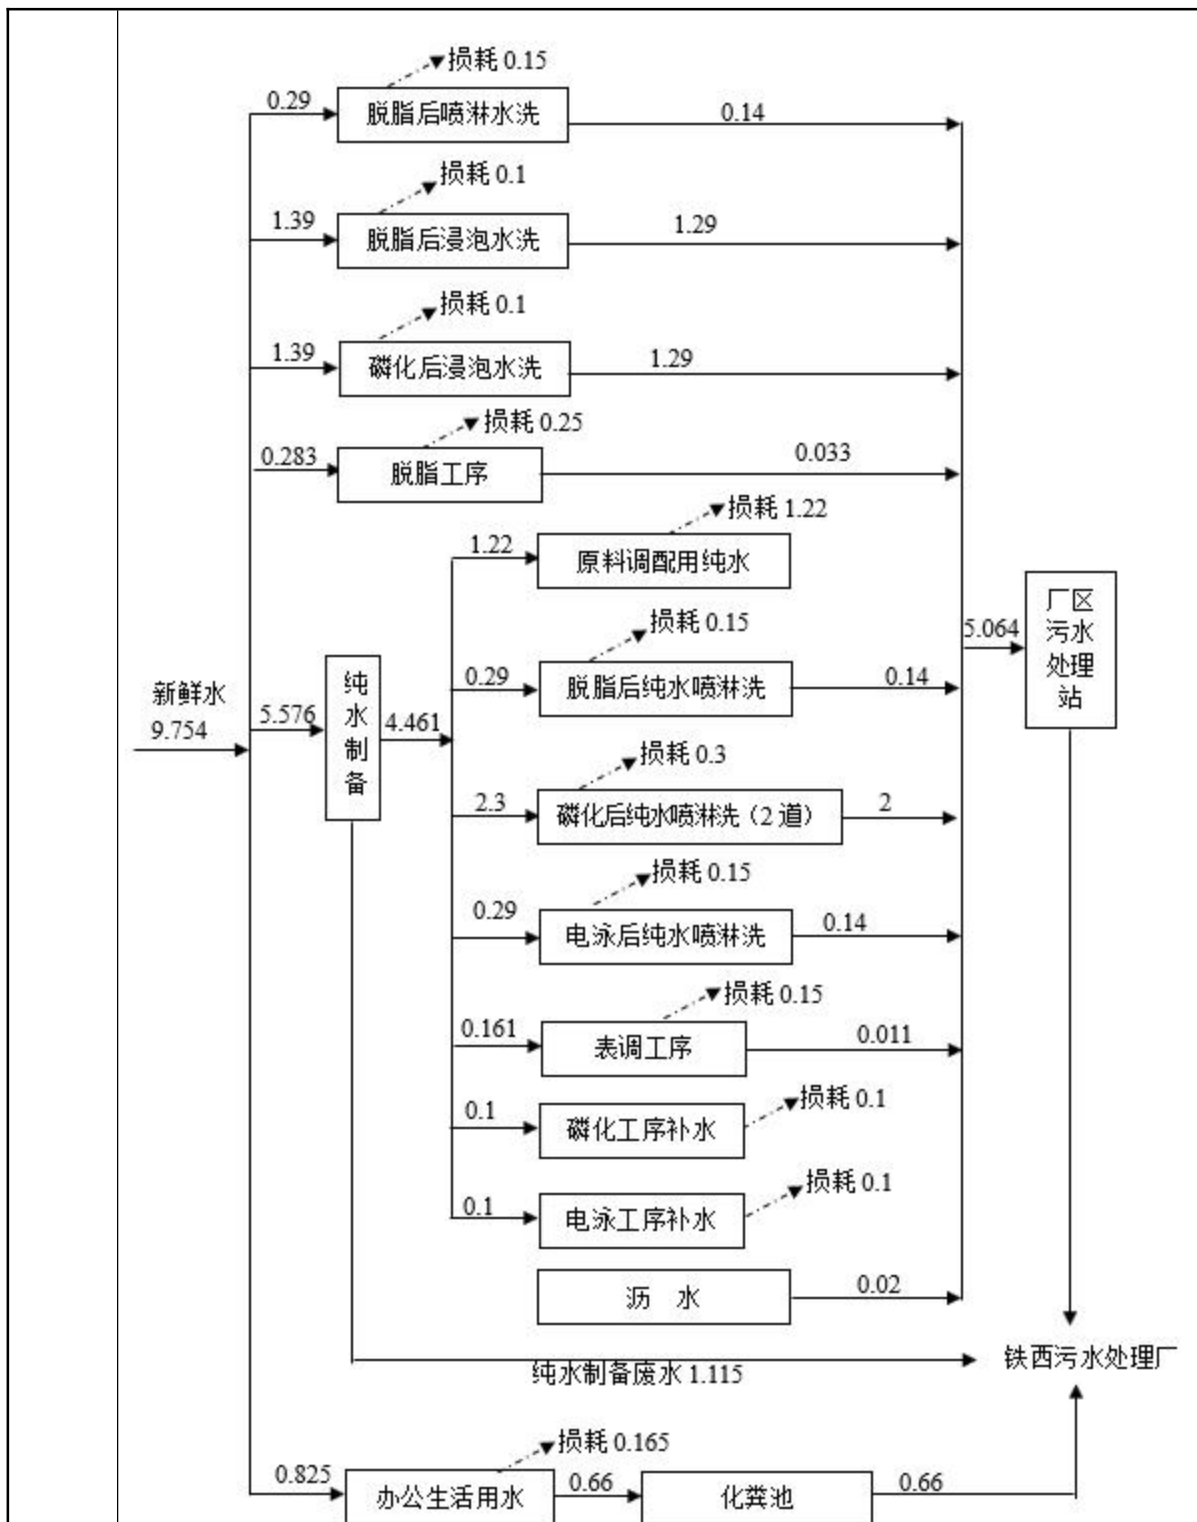 损耗 0.15
0.29
脱脂后喷淋水洗
0.14
损耗 0.1
1.39
脱脂后浸泡水洗
1.29
损耗 0.1
1.39
磷化后浸泡水洗
1.29
损耗 0.25
0.283
脱脂工序
0.033
损耗 1.22
1.22
原料调配用纯水
损耗 0.15
0.29
脱脂后纯水喷淋洗
0.14
5.064
厂区污水处理站
新鲜水
9.754
5.576
纯水制备
4.461
损耗 0.3
2.3
磷化后纯水喷淋洗（2 道）
2
损耗 0.15
0.29
电泳后纯水喷淋洗
0.14
损耗 0.15
0.161
表调工序
0.011
损耗 0.1
0.1
磷化工序补水
损耗 0.1
0.1
电泳工序补水
沥 水
0.02
纯水制备废水 1.115
铁西污水处理厂
损耗 0.165
0.825
办公生活用水
0.66
化粪池
0.66